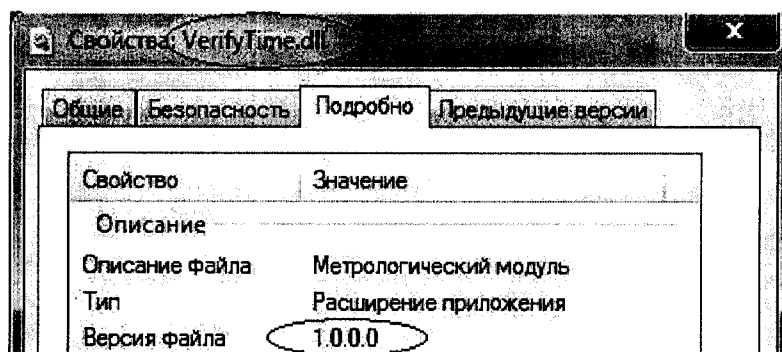 Свойства: VerifyTime.dll
Общие Безопасность Подробно Предыдущие версии
Свойство Значение
Описание
Описание файла Метрологический модуль
Тип Расширение приложения
Версия файла 1.0.0.0